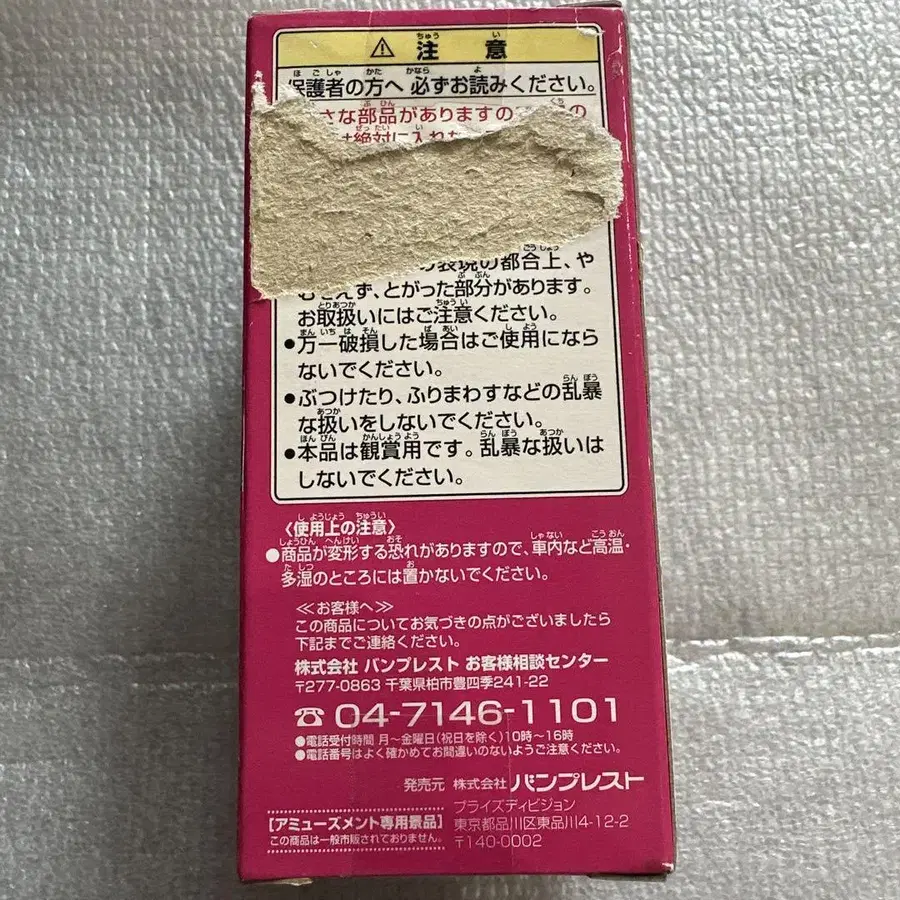 ⚠ 注意
保護者の方へ 必ずお読みください。
さな部品がありますの
の
絶対に入れ
の表現の都合上、や
むをえず、とがった部分があります。
お取扱いにはご注意ください。
●万一破損した場合はご使用になら
ないでください。
●ぶつけたり、ふりまわすなどの乱暴
な扱いをしないでください。
●本品は観賞用です。乱暴な扱いは
しないでください。
〈使用上の注意〉
●商品が変形する恐れがありますので、車内など高温・
多湿のところには置かないでください。
≪お客様へ≫
この商品についてお気づきの点がございましたら
下記までご連絡ください。
株式会社 バンプレスト お客様相談センター
〒277-0863 千葉県柏市豊四季241-22
☎ 04-7146-1101
●電話受付時間 月〜金曜日(祝日を除く)10時〜16時
●電話番号はよく確かめてお間違いのないようご注意ください。
発売元 株式会社 バンプレスト
プライズディビジョン
東京都品川区東品川4-12-2
〒140-0002
[アミューズメント専用景品]
この商品は一般市販されておりません。